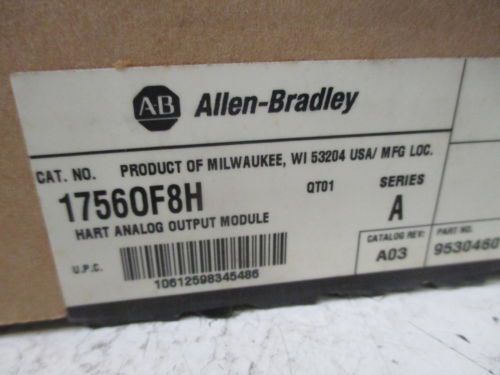 AB Allen-Bradley
CAT. NO. PRODUCT OF MILWAUKEE, WI 53204 USA/ MFG LOC.
1756OF8H QT01 SERIES A
HART ANALOG OUTPUT MODULE
CATALOG REV: A03
PART NO.
U.P.C. 10612598345486